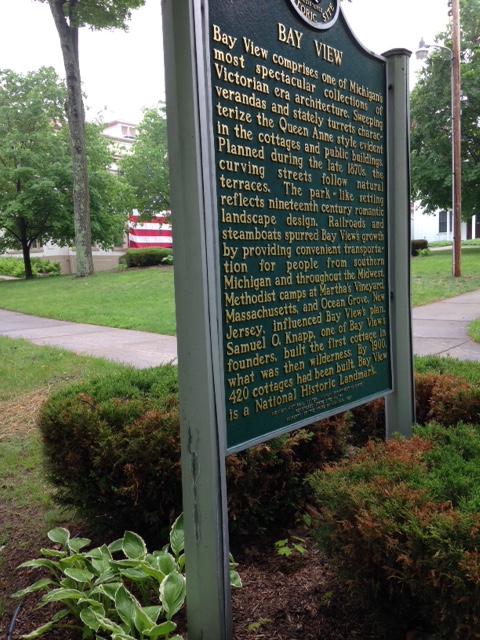 TORIC SITE
BAY VIEW
Bay View comprises one of Michigan's
most spectacular collections of
Victorian era architecture. Sweeping
verandas and stately turrets charac-
terize the Queen Anne style evident
in the cottages and public buildings.
Planned during the late 1870s, the
curving streets follow natural
terraces. The park-like setting
reflects nineteenth century romantic
landscape design. Railroads and
steamboats spurred Bay View's growth
by providing convenient transporta-
tion for people from southern
Michigan and throughout the Midwest.
Methodist camps at Martha's Vineyard,
Massachusetts, and Ocean Grove, New
Jersey, influenced Bay View's plan.
Samuel O. Knapp, one of Bay View's
founders, built the first cottage in
what was then wilderness. By 1900,
420 cottages had been built. Bay View
is a National Historic Landmark.